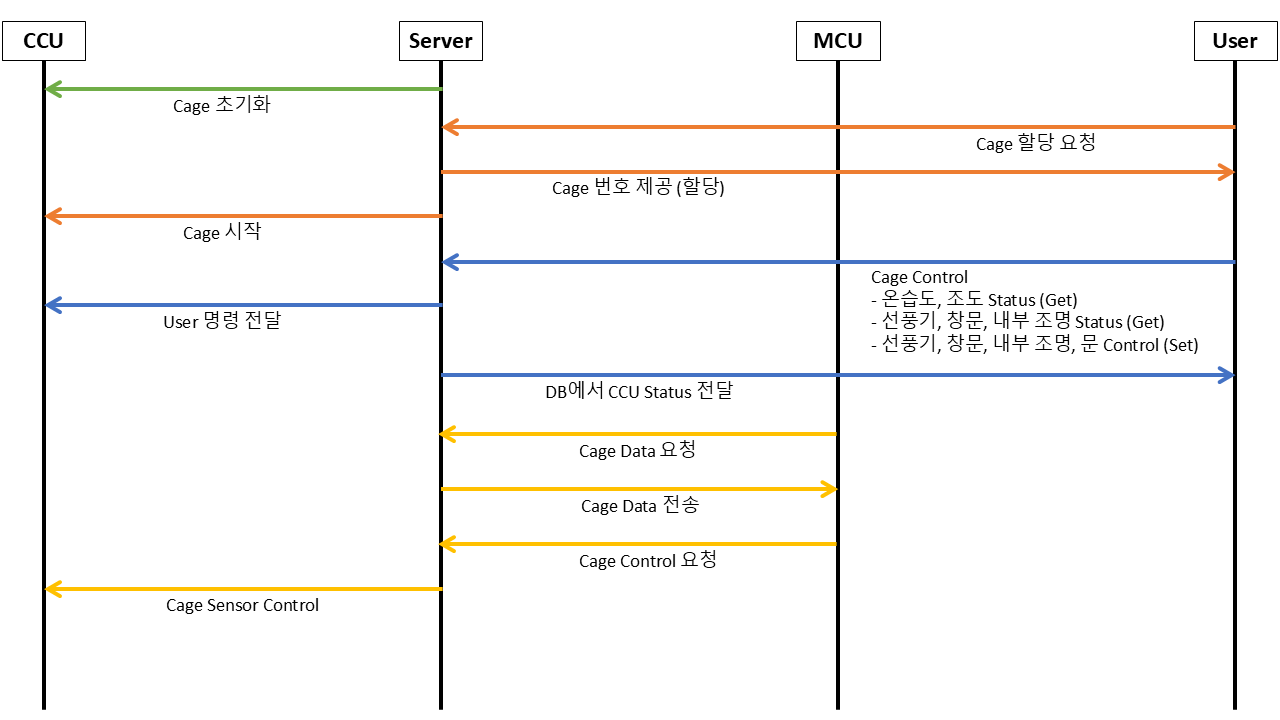 CCU
Server
MCU
User
Cage 초기화
Cage 할당 요청
Cage 번호 제공 (할당)
Cage 시작
Cage Control
- 온습도, 조도 Status (Get)
- 선풍기, 창문, 내부 조명 Status (Get)
- 선풍기, 창문, 내부 조명, 문 Control (Set)
User 명령 전달
DB에서 CCU Status 전달
Cage Data 요청
Cage Data 전송
Cage Control 요청
Cage Sensor Control